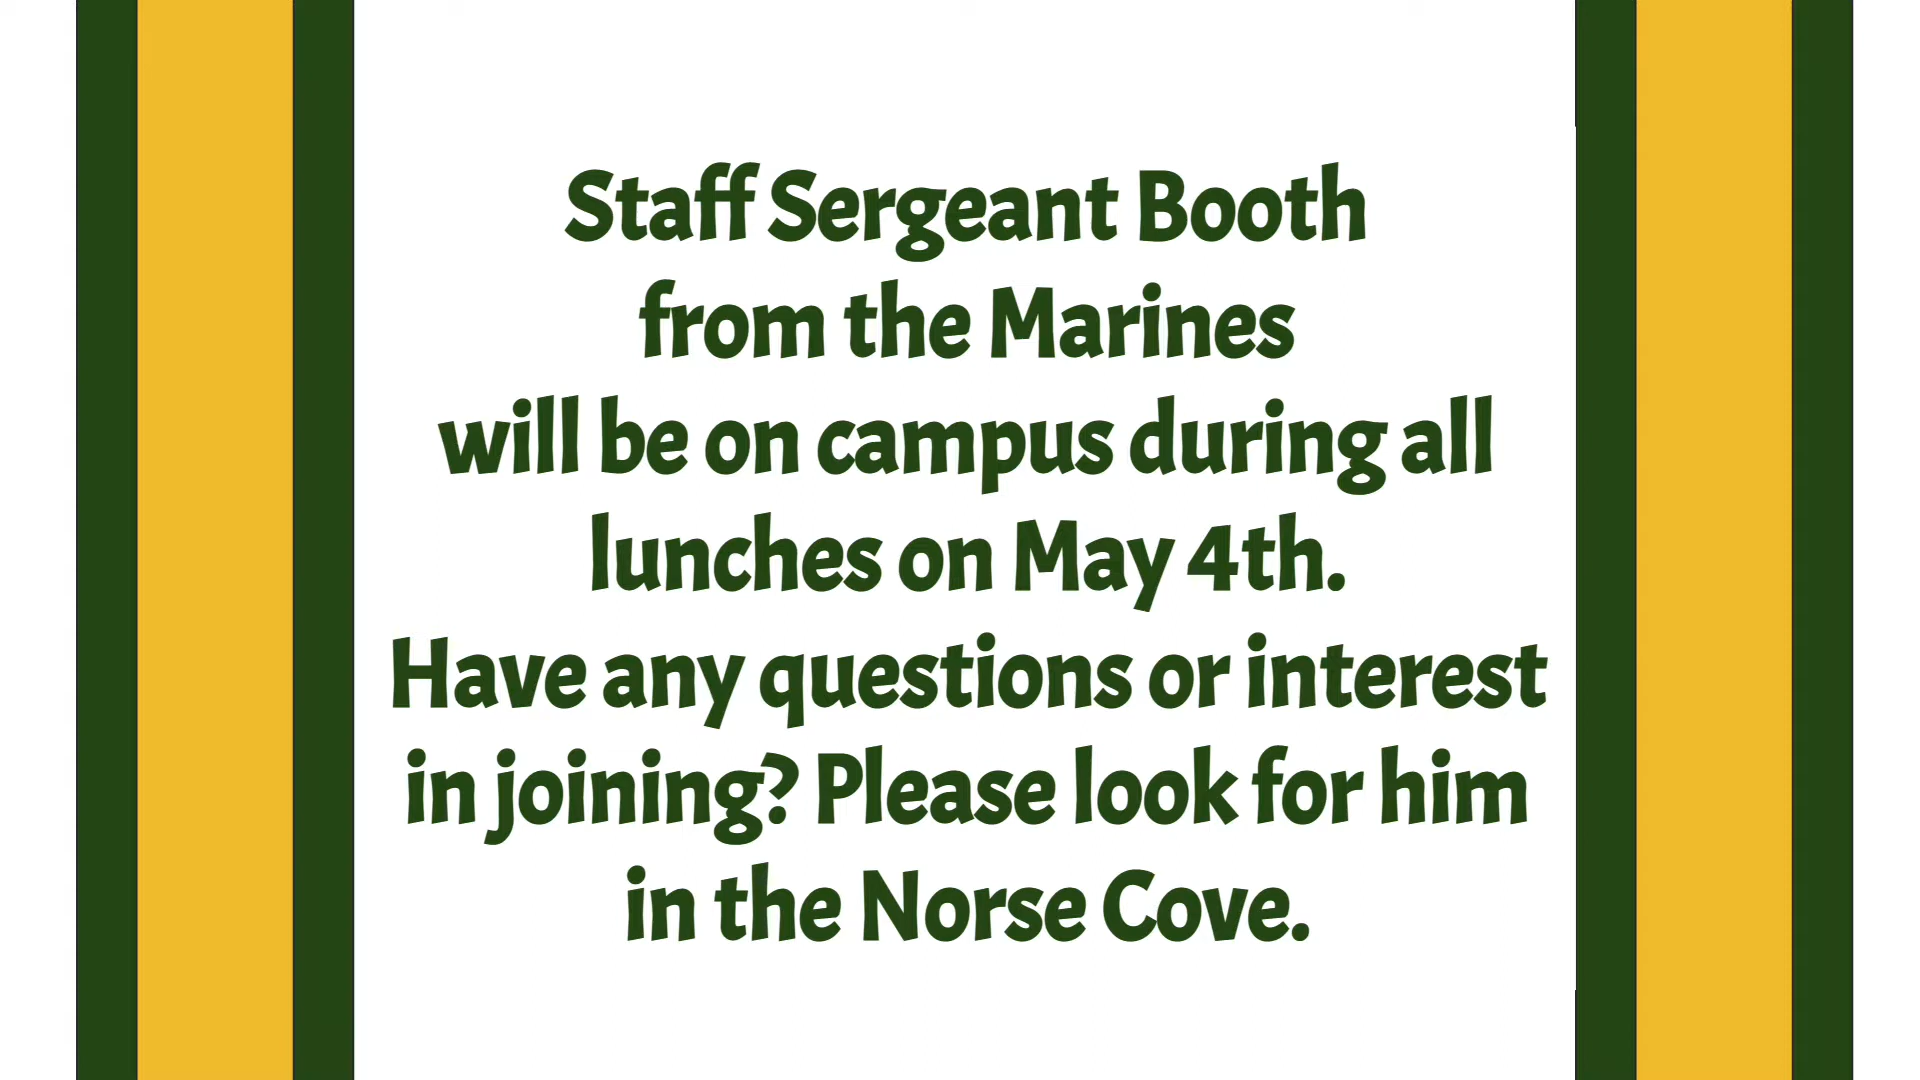 Staff Sergeant Booth
from the Marines
will be on campus during all
lunches on May 4th.
Have any questions or interest
in joining? Please look for him
in the Norse Cove.